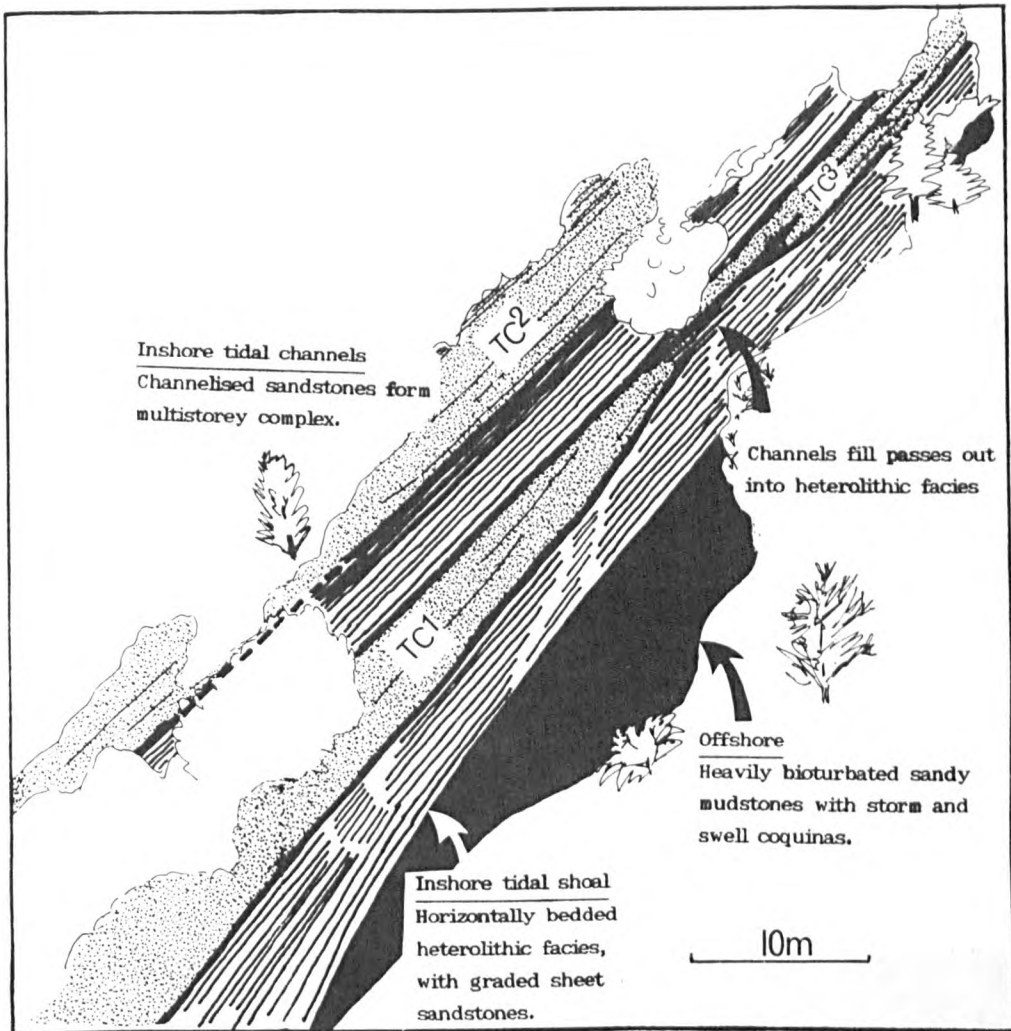 TC3
TC2
Inshore tidal channels
Channelised sandstones form
multistorey complex.
Channels fill passes out
into heterolithic facies
TC1
Offshore
Heavily bioturbated sandy
mudstones with storm and
swell coquinas.
Inshore tidal shoal
Horizontally bedded
heterolithic facies,
with graded sheet
sandstones.
10m